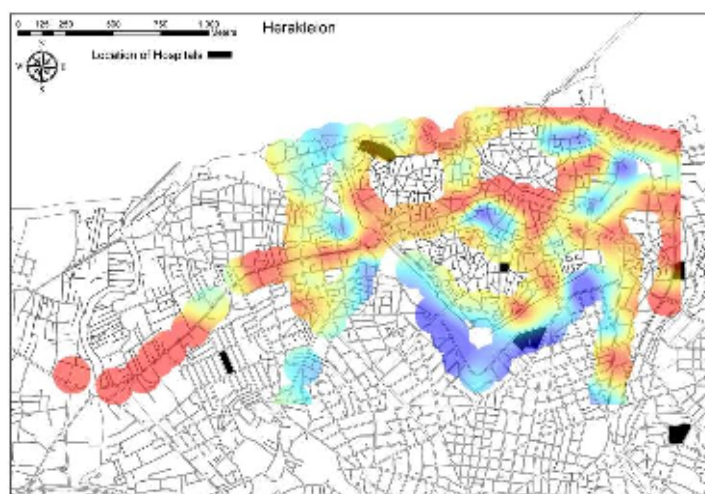 0 125 250 500 750 1.000
Meters
Herakleion
Location of Hospitals
N
W E
S